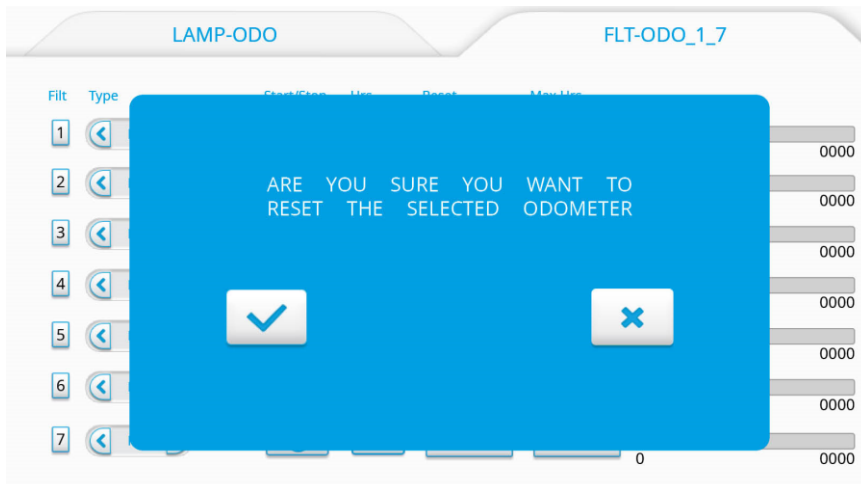 LAMP-ODO FLT-ODO_1_7
Filt Type
ARE YOU SURE YOU WANT TO
RESET THE SELECTED ODOMETER
1 0000
2 0000
3 0000
4 0000
5 0000
6 0000
7 0 0000